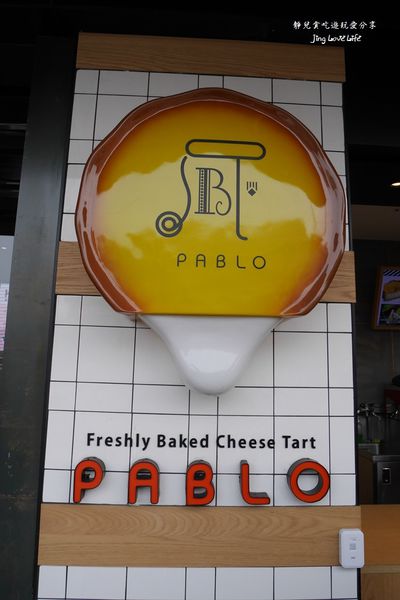 靜兒貪吃遊玩愛分享
Jing Love Life
PABLO
Freshly Baked Cheese Tart
PABLO